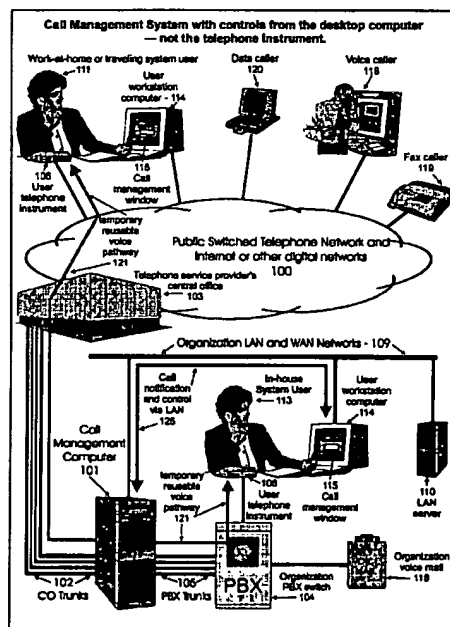 Call Management System with controls from the desktop computer
— not the telephone instrument.
Work-at-home or traveling system user
111
User
workstation
computer - 114
Data caller
120
Voice caller
118
115
Call
management
window
106
User
telephone
instrument
Fax caller
119
temporary
reusable
voice
pathway
121
Public Switched Telephone Network and
Internet or other digital networks
100
Telephone service provider's
central office
103
Organization LAN and WAN Networks - 109
Call
notification
and control
via LAN
125
In-house
System User
113
User
workstation
computer
114
Call
Management
Computer
101
temporary
reusable
voice
pathway
121
106
User
telephone
instrument
115
Call
management
window
110
LAN
server
102
CO Trunks
105
PBX Trunks
PBX
Organization
PBX switch
104
Organization
voice mail
118